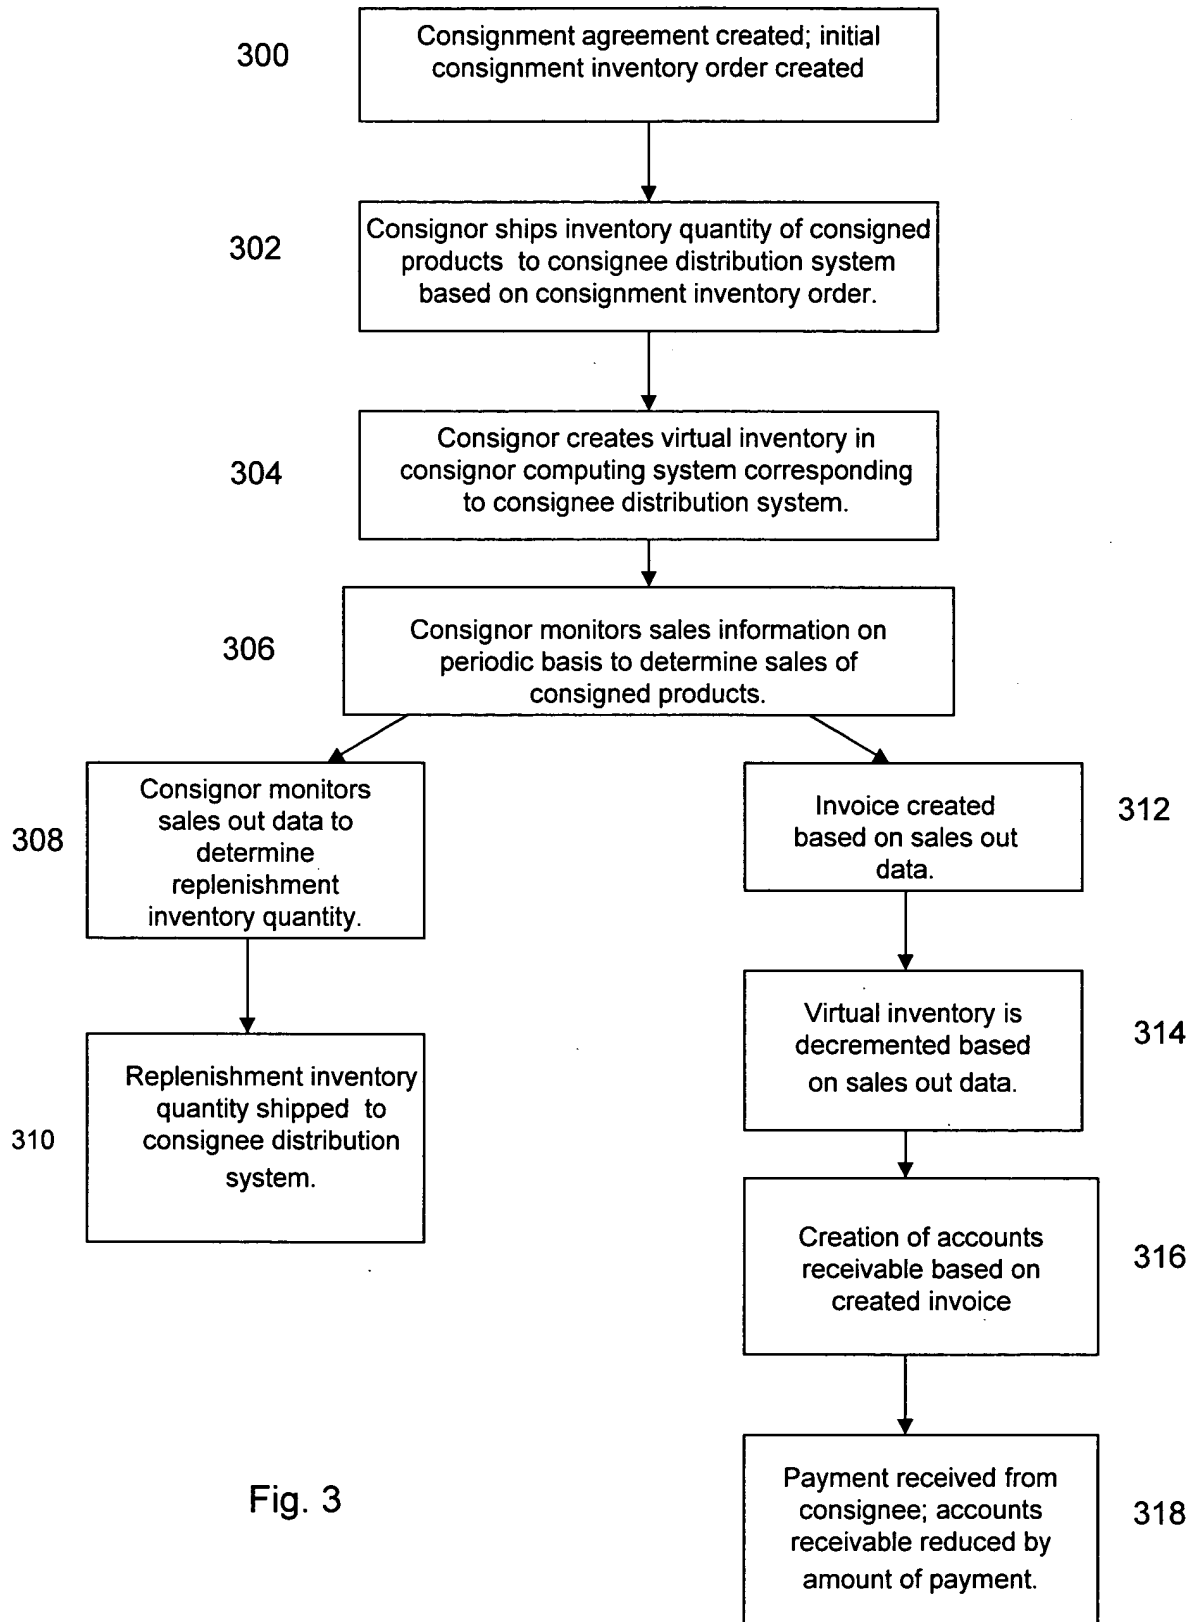 300
Consignment agreement created; initial
consignment inventory order created
302
Consignor ships inventory quantity of consigned
products to consignee distribution system
based on consignment inventory order.
304
Consignor creates virtual inventory in
consignor computing system corresponding
to consignee distribution system.
306
Consignor monitors sales information on
periodic basis to determine sales of
consigned products.
308
Consignor monitors
sales out data to
determine
replenishment
inventory quantity.
310
Replenishment inventory
quantity shipped to
consignee distribution
system.
Invoice created
based on sales out
data.
312
Virtual inventory is
decremented based
on sales out data.
314
Creation of accounts
receivable based on
created invoice
316
Payment received from
consignee; accounts
receivable reduced by
amount of payment.
318
Fig. 3